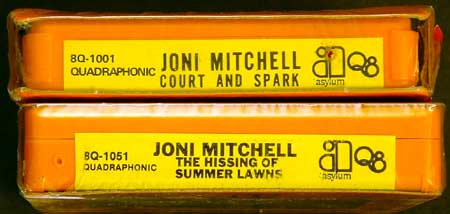 8Q-1001
QUADRAPHONIC
JONI MITCHELL
COURT AND SPARK
asylum
Q8
8Q-1051
QUADRAPHONIC
JONI MITCHELL
THE HISSING OF
SUMMER LAWNS
asylum
Q8